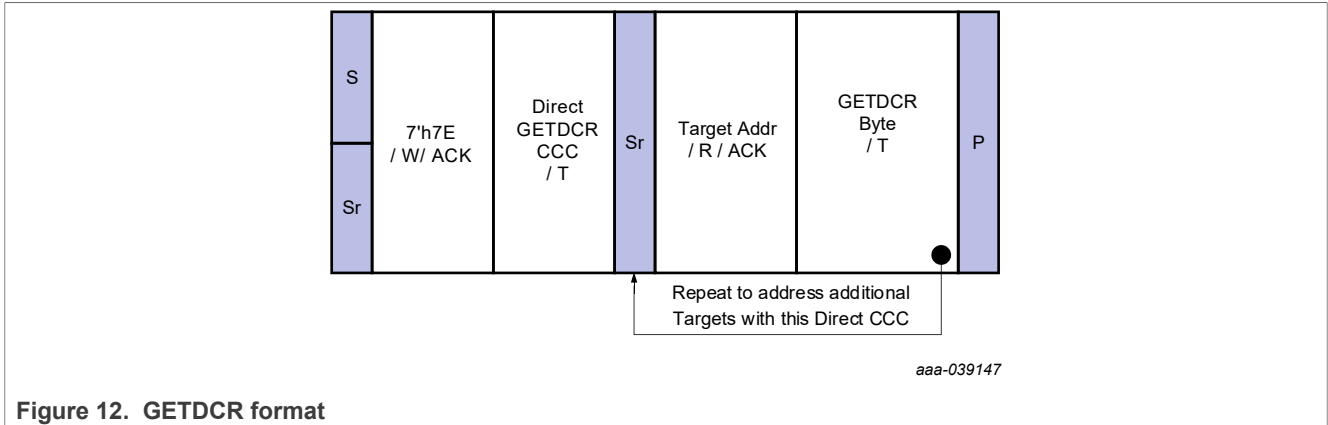 S
Sr
7'h7E
/ W/ ACK
Direct
GETDCR
CCC
/ T
Sr
Target Addr
/ R / ACK
GETDCR
Byte
/ T
P
Repeat to address additional
Targets with this Direct CCC
aaa-039147
Figure 12. GETDCR format